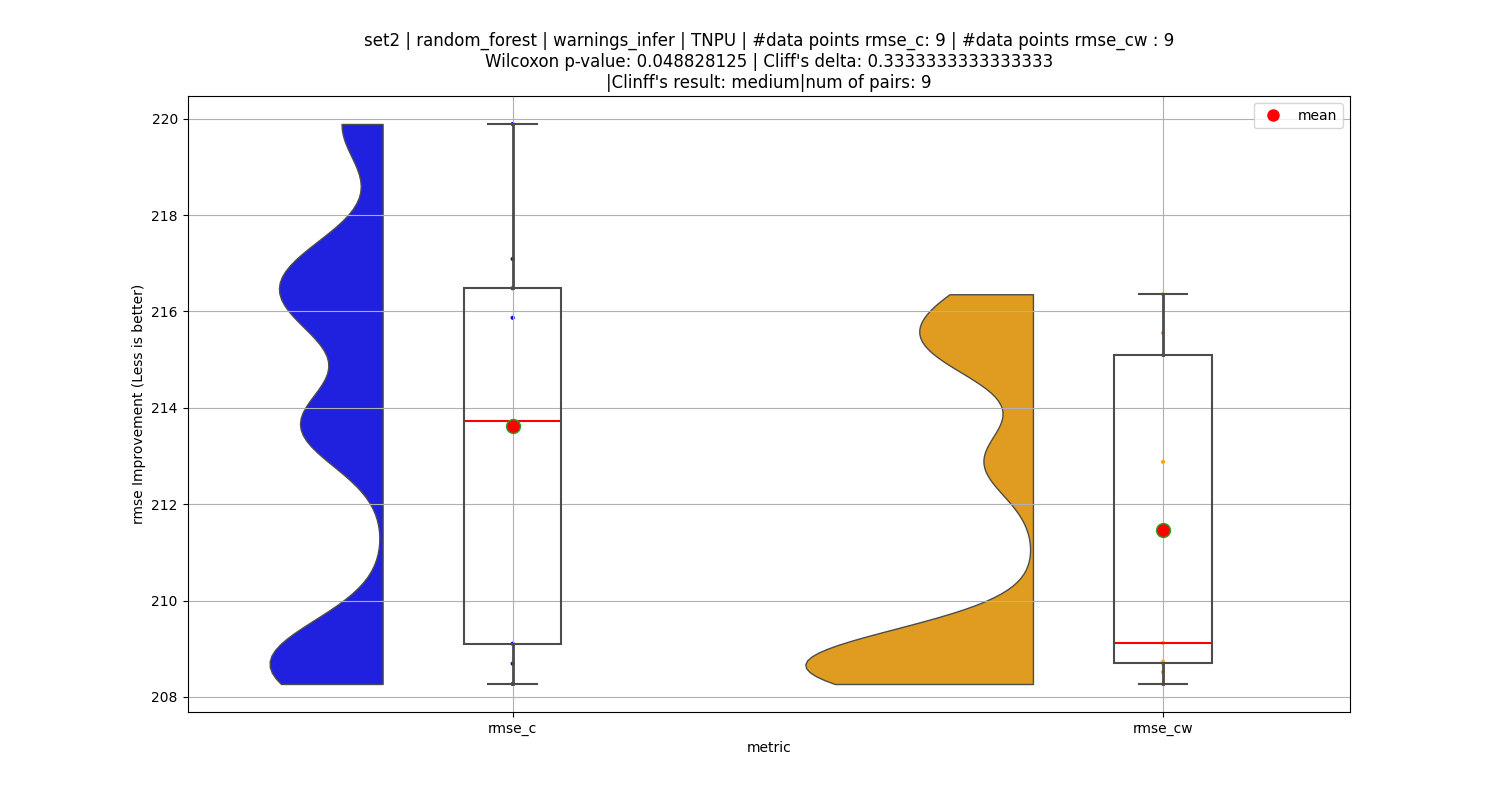 set2 | random_forest | warnings_infer | TNPU | #data points rmse_c: 9 | #data points rmse_cw : 9
Wilcoxon p-value: 0.048828125 | Cliff's delta: 0.3333333333333333
|Clinff's result: medium|num of pairs: 9
mean
220
218
216
214
212
210
208
rmse Improvement (Less is better)
rmse_c
rmse_cw
metric